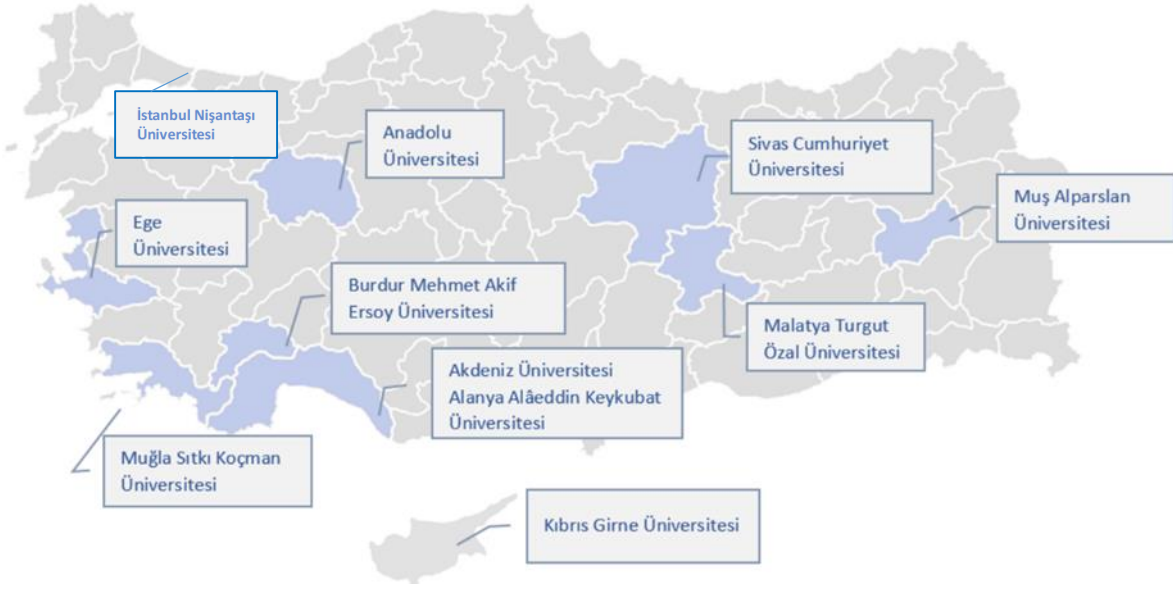 İstanbul Nişantaşı
Üniversitesi
Anadolu
Üniversitesi
Sivas Cumhuriyet
Üniversitesi
Muş Alparslan
Üniversitesi
Ege
Üniversitesi
Burdur Mehmet Akif
Ersoy Üniversitesi
Malatya Turgut
Özal Üniversitesi
Akdeniz Üniversitesi
Alanya Alâeddin Keykubat
Üniversitesi
Muğla Sıtkı Koçman
Üniversitesi
Kıbrıs Girne Üniversitesi